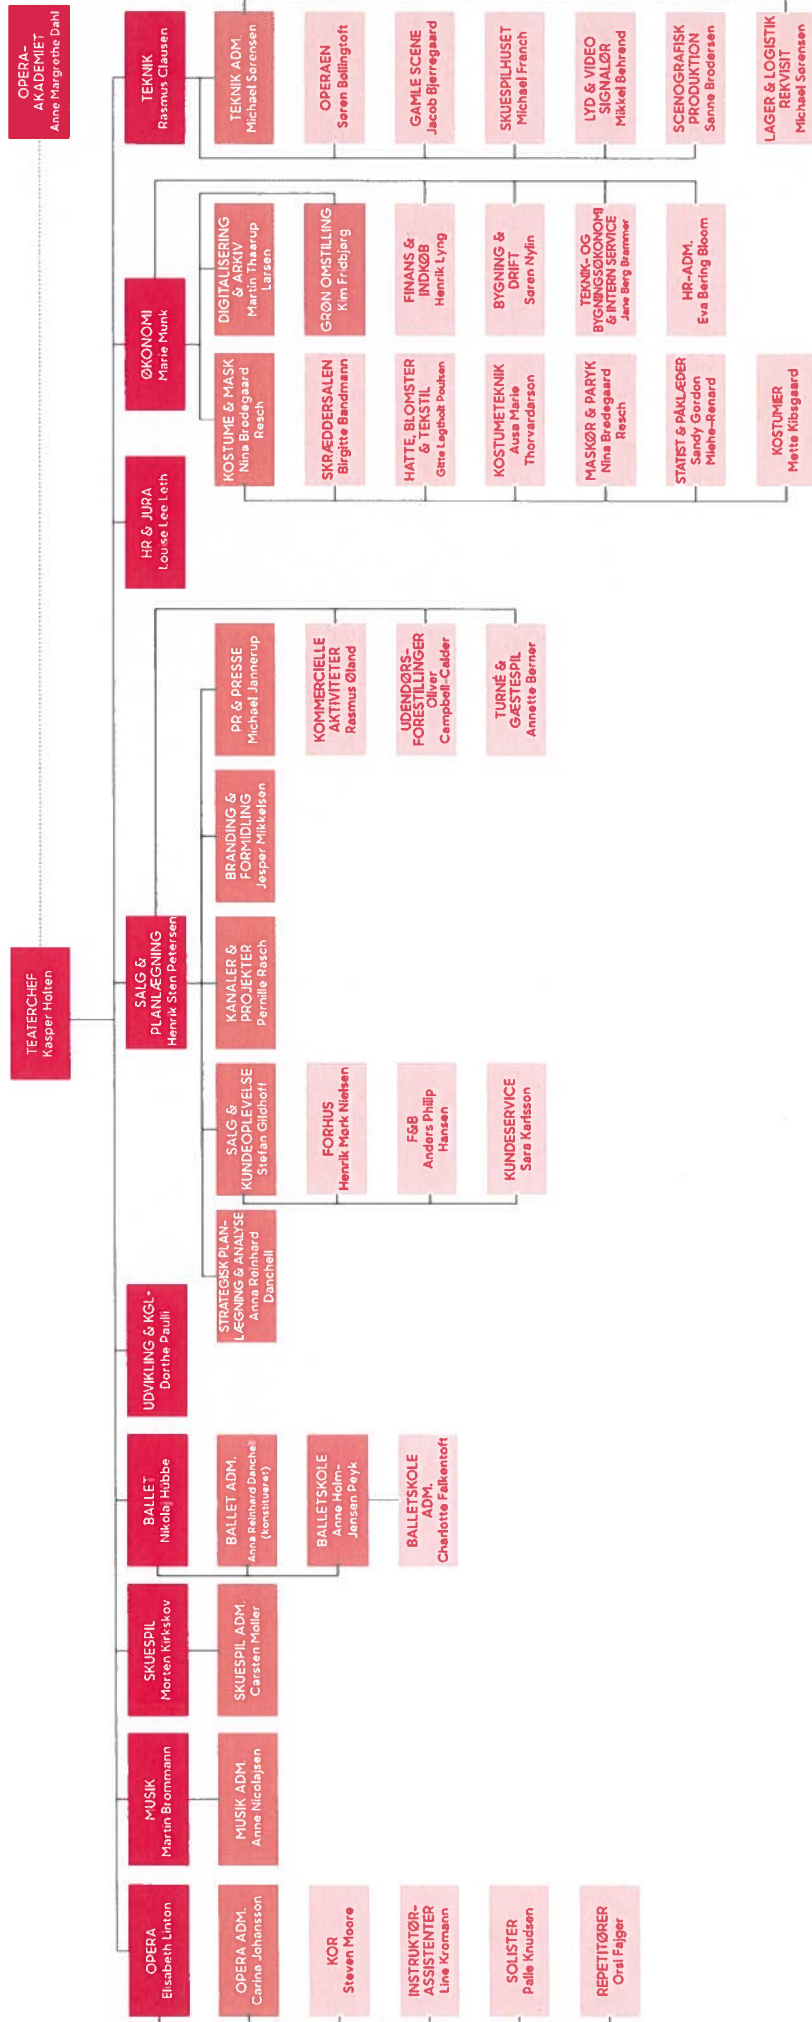 TEATERCHEF
Kasper Holten
OPERA-
AKADEMIET
Anne Margrethe Dahl
OPERA
Elisabeth Linton
OPERA ADM.
Carina Johansson
KOR
Steven Moore
INSTRUKTØR-
ASSISTENTER
Line Kromann
SOLISTER
Palle Knudsen
REPETITØRER
Orsi Fajger
MUSIK
Martin Brommann
MUSIK ADM.
Anne Nicolajsen
SKUESPIL
Morten Kirkskov
SKUESPIL ADM.
Carsten Møller
BALLET
Nikolaj Hübbe
BALLET ADM.
Anna Reinhard Danchell
(konstitueret)
BALLETSKOLE
Anne Holm-
Jensen Peyk
BALLETSKOLE
ADM.
Charlotte Falkentoft
UDVIKLING & KGL+
Dorthe Paulli
SALG &
PLANLÆGNING
Henrik Sten Petersen
STRATEGISK PLAN-
LÆGNING & ANALYSE
Anna Reinhard
Danchell
SALG &
KUNDEOPLEVELSE
Stefan Gildhoff
FORHUS
Henrik Mørk Nielsen
F&B
Anders Philip
Hansen
KUNDESERVICE
Sara Karlsson
KANALER &
PROJEKTER
Pernille Rasch
BRANDING &
FORMIDLING
Jesper Mikkelsen
PR & PRESSE
Michael Jannerup
KOMMERCIELLE
AKTIVITETER
Rasmus Øland
UDENDØRS-
FORESTILLINGER
Oliver
Campbell-Calder
TURNÉ &
GÆSTESPIL
Annette Berner
HR & JURA
Louise Lee Leth
ØKONOMI
Marie Munk
KOSTUME & MASK
Nina Brødegaard
Resch
SKRÆDDERSALEN
Birgitte Bandmann
HATTE, BLOMSTER
& TEKSTIL
Gitte Løgtholt Poulsen
KOSTUMETEKNIK
Ausa Marie
Thorvardarson
MASKØR & PARYK
Nina Brødegaard
Resch
STATIST & PÅKLÆDER
Sandy Gordon
Miehe-Renard
KOSTUMIER
Mette Kibsgaard
DIGITALISERING
& ARKIV
Martin Thaarup
Larsen
GRØN OMSTILLING
Kim Fridbjørg
FINANS &
INDKØB
Henrik Lyng
BYGNING &
DRIFT
Søren Nylin
TEKNIK- OG
BYGNINGSØKONOMI
& INTERN SERVICE
Jane Berg Brammer
HR-ADM.
Eva Bering Bloom
TEKNIK
Rasmus Clausen
TEKNIK ADM.
Michael Sørensen
OPERAEN
Søren Bøllingtoft
GAMLE SCENE
Jacob Bjerregaard
SKUESPILHUSET
Michael Franch
LYD & VIDEO
SIGNALØR
Mikkel Behrend
SCENOGRAFISK
PRODUKTION
Sanne Brodersen
LAGER & LOGISTIK
REKVISIT
Michael Sørensen